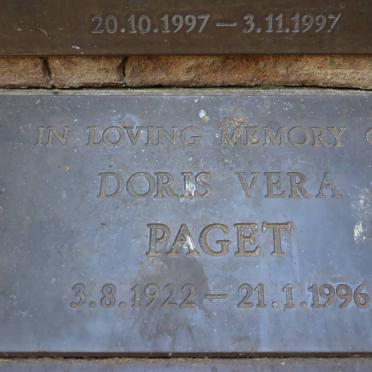 20.10.1997 — 3.11.1997
IN LOVING MEMORY
DORIS VERA
PAGET
3.8.1922 — 21.1.1996